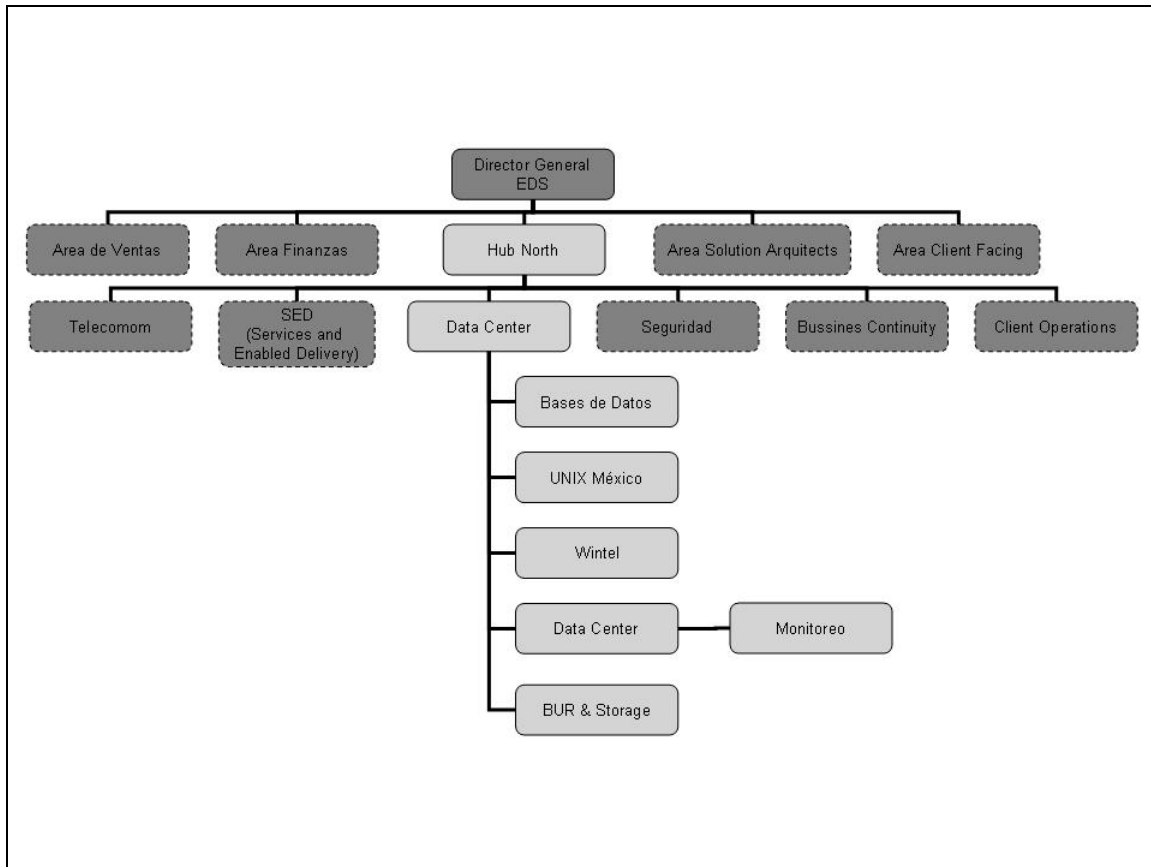 Director General
EDS
Area de Ventas
Area Finanzas
Hub North
Area Solution Arquitects
Area Client Facing
Telecomom
SED
(Services and
Enabled Delivery)
Data Center
Seguridad
Bussines Continuity
Client Operations
Bases de Datos
UNIX México
Wintel
Data Center
Monitoreo
BUR & Storage